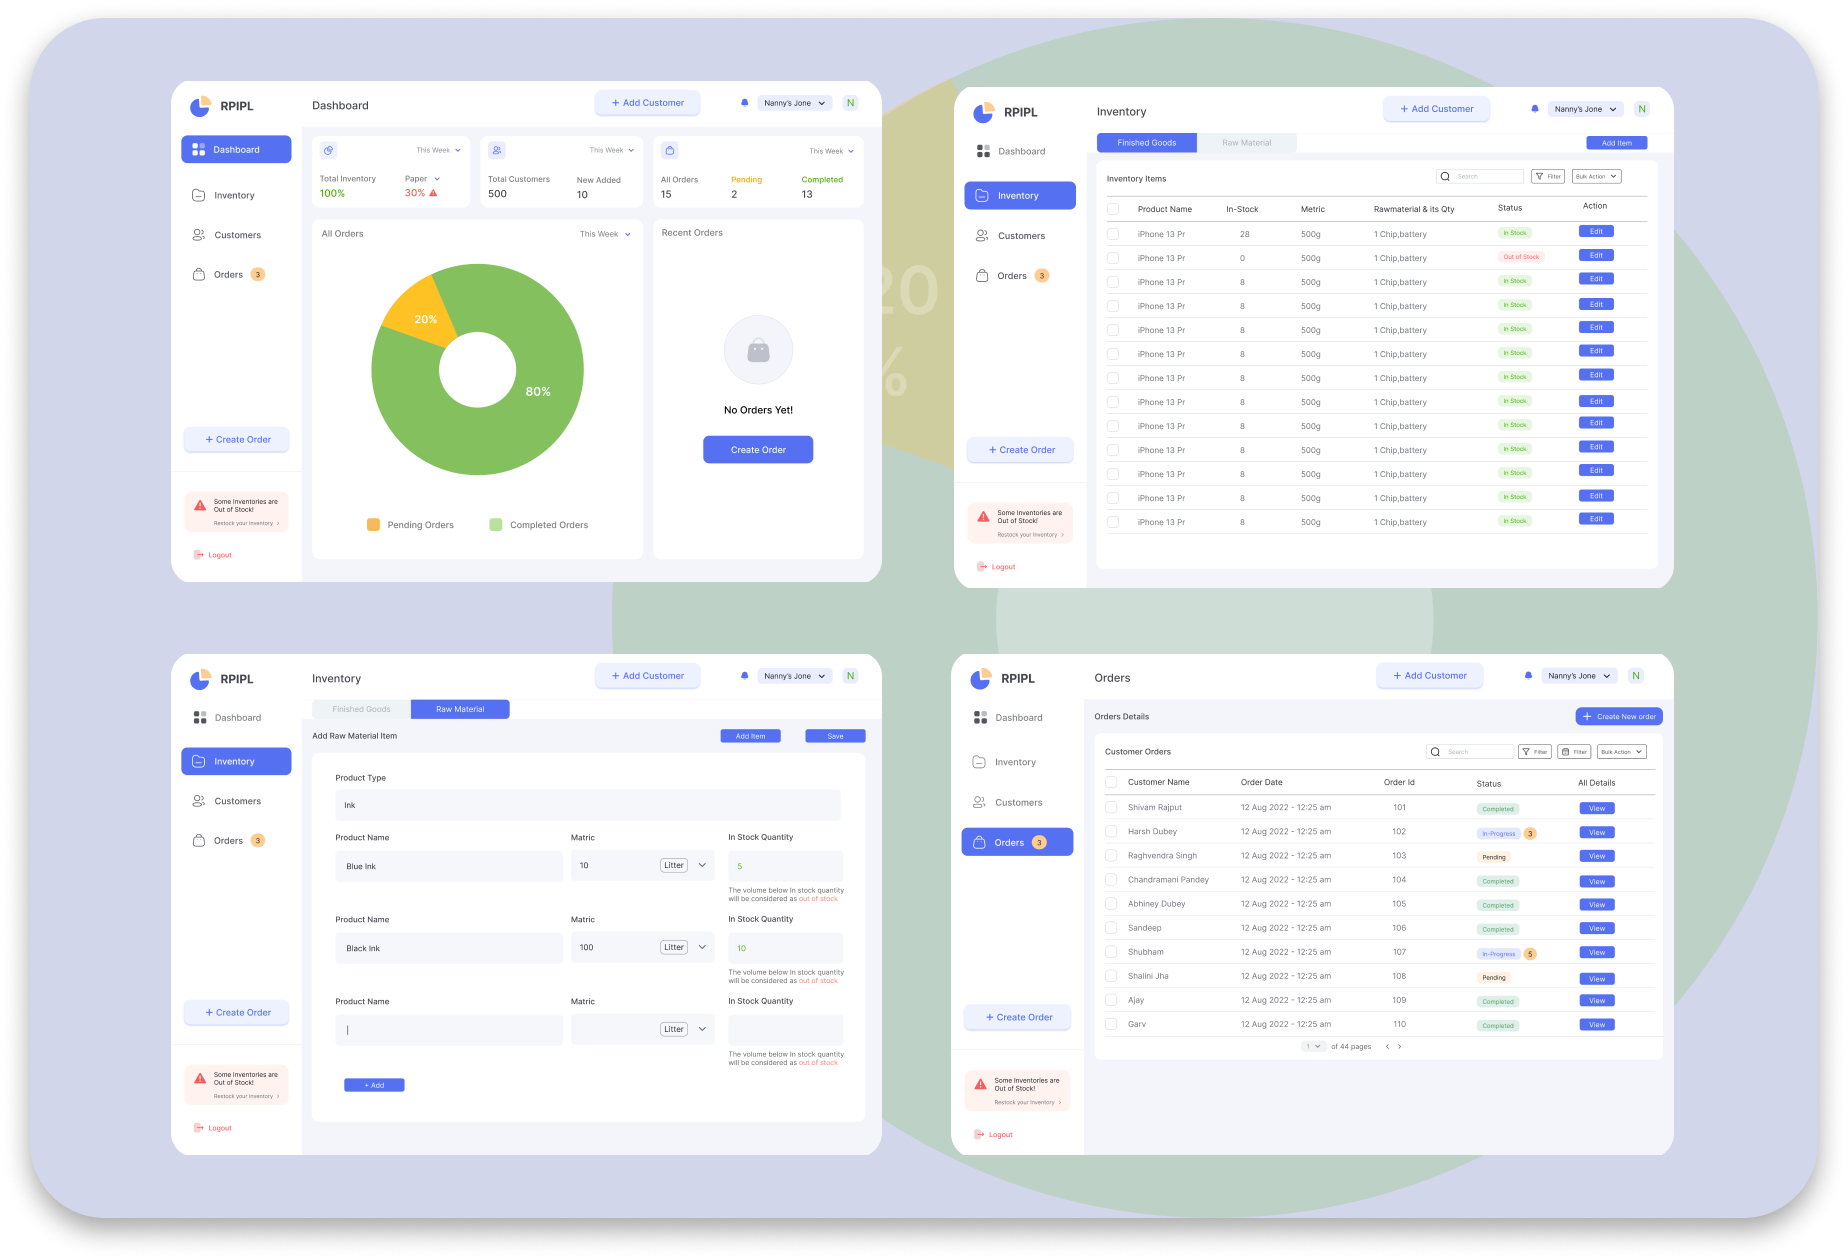 RPIPL
Dashboard
+ Add Customer
Nanny's Jone
N
Dashboard
Inventory
Customers
Orders 3
+ Create Order
Some Inventories are
Out of Stock!
Restock your Inventory >
Logout
This Week
Total Inventory Paper
100% 30%
This Week
Total Customers New Added
500 10
This Week
All Orders Pending Completed
15 2 13
All Orders This Week
20%
80%
Pending Orders Completed Orders
Recent Orders
No Orders Yet!
Create Order
20
%
RPIPL
Inventory
+ Add Customer
Nanny's Jone
N
Dashboard
Inventory
Customers
Orders 3
+ Create Order
Some Inventories are
Out of Stock!
Restock your Inventory >
Logout
Finished Goods Raw Material Add Item
Inventory Items Search Filter Bulk Action
Product Name In-Stock Metric Rawmaterial & its Qty Status Action
iPhone 13 Pr 28 500g 1 Chip,battery In Stock Edit
iPhone 13 Pr 0 500g 1 Chip,battery Out of Stock Edit
iPhone 13 Pr 8 500g 1 Chip,battery In Stock Edit
iPhone 13 Pr 8 500g 1 Chip,battery In Stock Edit
iPhone 13 Pr 8 500g 1 Chip,battery In Stock Edit
iPhone 13 Pr 8 500g 1 Chip,battery In Stock Edit
iPhone 13 Pr 8 500g 1 Chip,battery In Stock Edit
iPhone 13 Pr 8 500g 1 Chip,battery In Stock Edit
iPhone 13 Pr 8 500g 1 Chip,battery In Stock Edit
iPhone 13 Pr 8 500g 1 Chip,battery In Stock Edit
iPhone 13 Pr 8 500g 1 Chip,battery In Stock Edit
iPhone 13 Pr 8 500g 1 Chip,battery In Stock Edit
iPhone 13 Pr 8 500g 1 Chip,battery In Stock Edit
RPIPL
Inventory
+ Add Customer
Nanny's Jone
N
Dashboard
Inventory
Customers
Orders 3
+ Create Order
Some Inventories are
Out of Stock!
Restock your Inventory >
Logout
Finished Goods Raw Material
Add Raw Material Item Add Item Save
Product Type
Ink
Product Name Matric In Stock Quantity
Blue Ink 10 Litter 5
The volume below In stock quantity
will be considered as out of stock
Product Name Matric In Stock Quantity
Black Ink 100 Litter 10
The volume below In stock quantity
will be considered as out of stock
Product Name Matric In Stock Quantity
Litter
The volume below In stock quantity
will be considered as out of stock
+ Add
RPIPL
Orders
+ Add Customer
Nanny's Jone
N
Dashboard
Inventory
Customers
Orders 3
+ Create Order
Some Inventories are
Out of Stock!
Restock your Inventory >
Logout
Orders Details + Create New order
Customer Orders Search Filter Filter Bulk Action
Customer Name Order Date Order Id Status All Details
Shivam Rajput 12 Aug 2022 - 12:25 am 101 Completed View
Harsh Dubey 12 Aug 2022 - 12:25 am 102 In-Progress 3 View
Raghvendra Singh 12 Aug 2022 - 12:25 am 103 Pending View
Chandramani Pandey 12 Aug 2022 - 12:25 am 104 Completed View
Abhiney Dubey 12 Aug 2022 - 12:25 am 105 Completed View
Sandeep 12 Aug 2022 - 12:25 am 106 Completed View
Shubham 12 Aug 2022 - 12:25 am 107 In-Progress 5 View
Shalini Jha 12 Aug 2022 - 12:25 am 108 Pending View
Ajay 12 Aug 2022 - 12:25 am 109 Completed View
Garv 12 Aug 2022 - 12:25 am 110 Completed View
1 of 44 pages < >